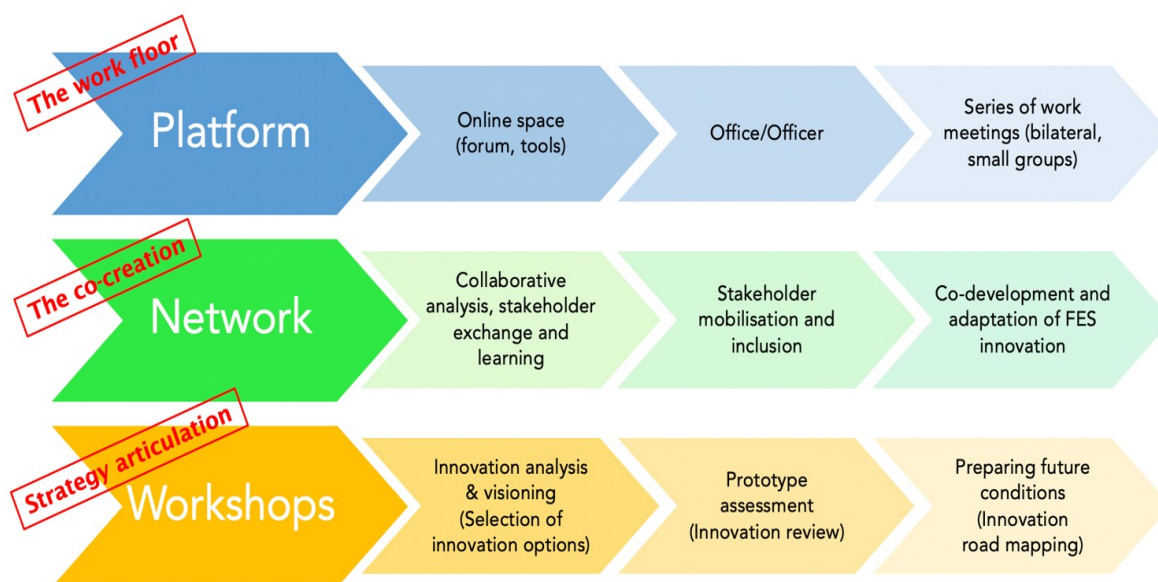 The work floor
Platform
Online space
(forum, tools)
Office/Officer
Series of work
meetings (bilateral,
small groups)
The co-creation
Network
Collaborative
analysis, stakeholder
exchange and
learning
Stakeholder
mobilisation and
inclusion
Co-development and
adaptation of FES
innovation
Strategy articulation
Workshops
Innovation analysis
& visioning
(Selection of
innovation options)
Prototype
assessment
(Innovation review)
Preparing future
conditions
(Innovation
road mapping)